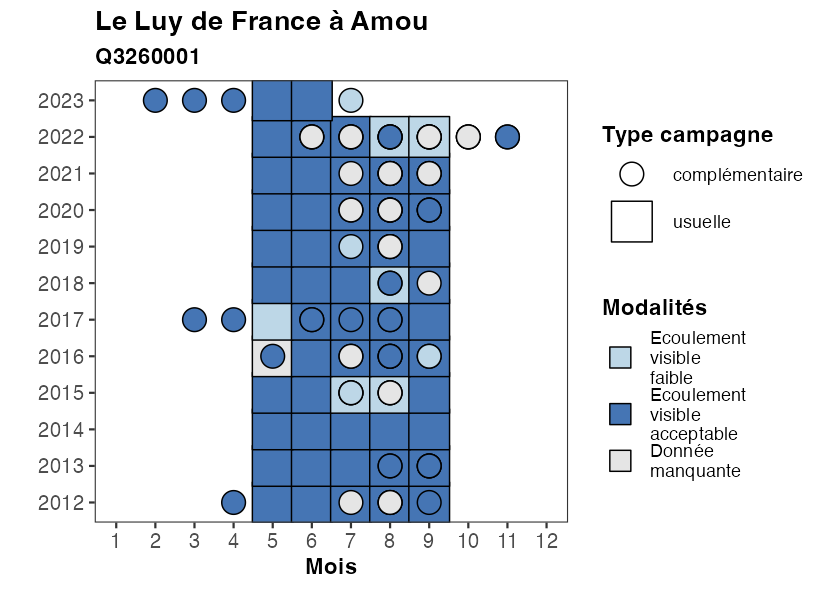 Le Luy de France à Amou
Q3260001
2023
2022
2021
2020
2019
2018
2017
2016
2015
2014
2013
2012
1 2 3 4 5 6 7 8 9 10 11 12
Mois
Type campagne
complémentaire
usuelle
Modalités
Ecoulement
visible
faible
Ecoulement
visible
acceptable
Donnée
manquante